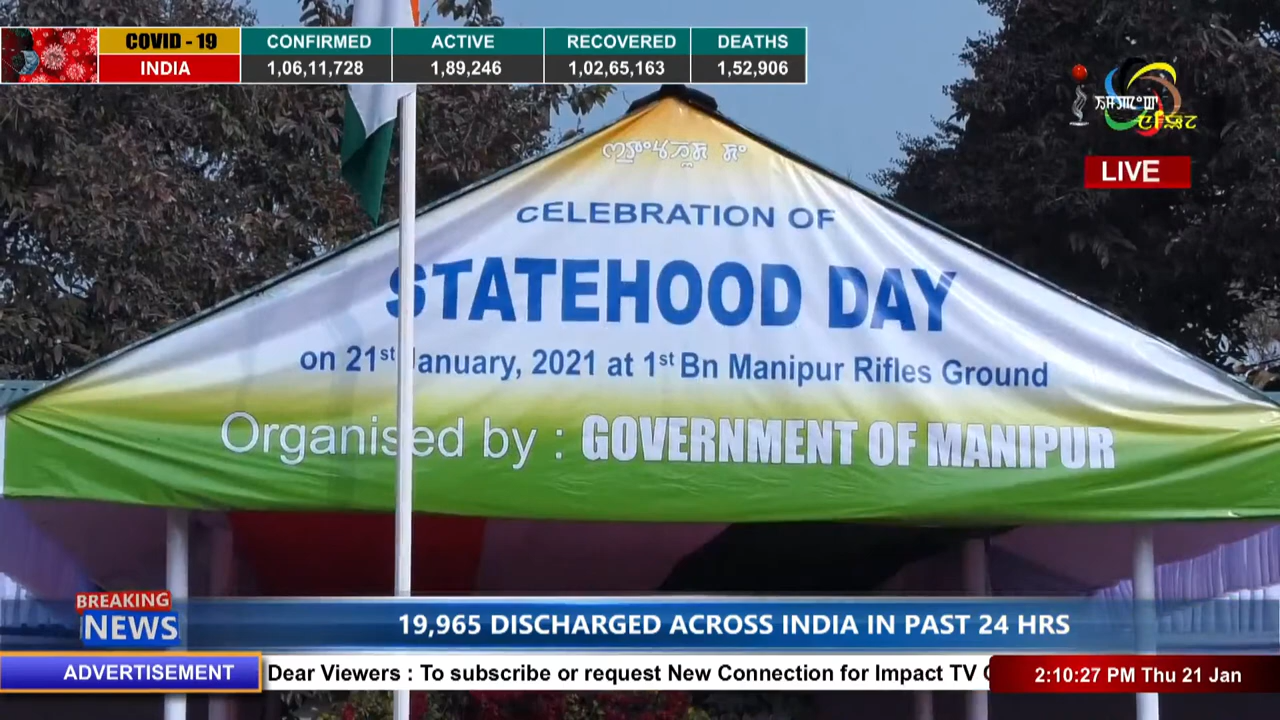 COVID - 19
INDIA
CONFIRMED ACTIVE RECOVERED DEATHS
1,06,11,728 1,89,246 1,02,65,163 1,52,906
LIVE
CELEBRATION OF
STATEHOOD DAY
on 21st January, 2021 at 1st Bn Manipur Rifles Ground
Organised by : GOVERNMENT OF MANIPUR
BREAKING
NEWS
19,965 DISCHARGED ACROSS INDIA IN PAST 24 HRS
ADVERTISEMENT
Dear Viewers : To subscribe or request New Connection for Impact TV
2:10:27 PM Thu 21 Jan